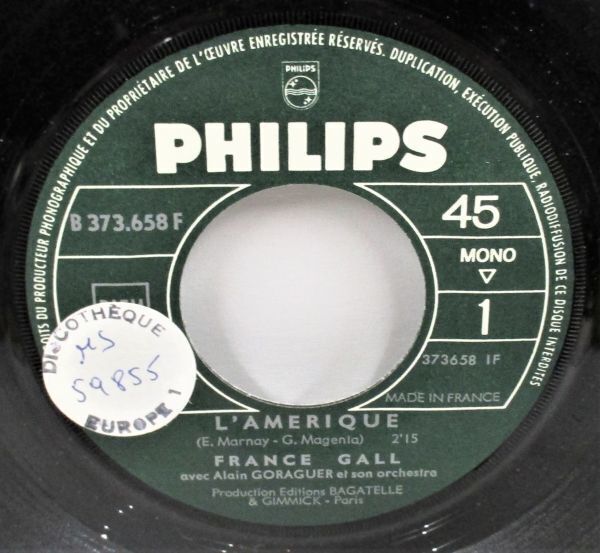 DROITS DU PRODUCTEUR PHONOGRAPHIQUE ET DU PROPRIÉTAIRE DE L'ŒUVRE ENREGISTRÉE RÉSERVÉS. DUPLICATION, EXÉCUTION PUBLIQUE, RADIODIFFUSION DE CE DISQUE INTERDITES
PHILIPS
PHILIPS
B 373.658 F
45
MONO
1
373658 1F
MADE IN FRANCE
DISCOTHÈQUE
59855
EUROPE 1
L'AMERIQUE
(E. Marnay - G. Magenta) 2'15
FRANCE GALL
avec Alain GORAGUER et son orchestre
Production Editions BAGATELLE
& GIMMICK - Paris